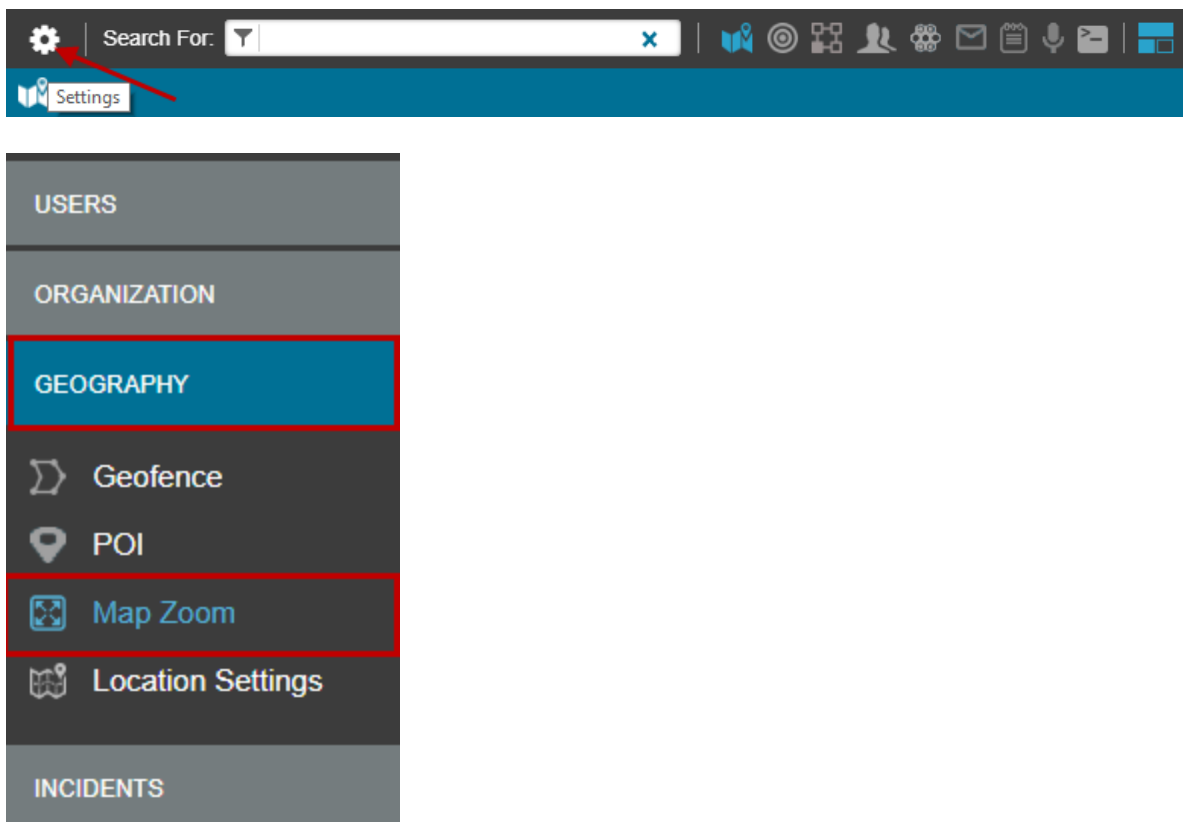 Search For:
Settings
USERS
ORGANIZATION
GEOGRAPHY
Geofence
POI
Map Zoom
Location Settings
INCIDENTS